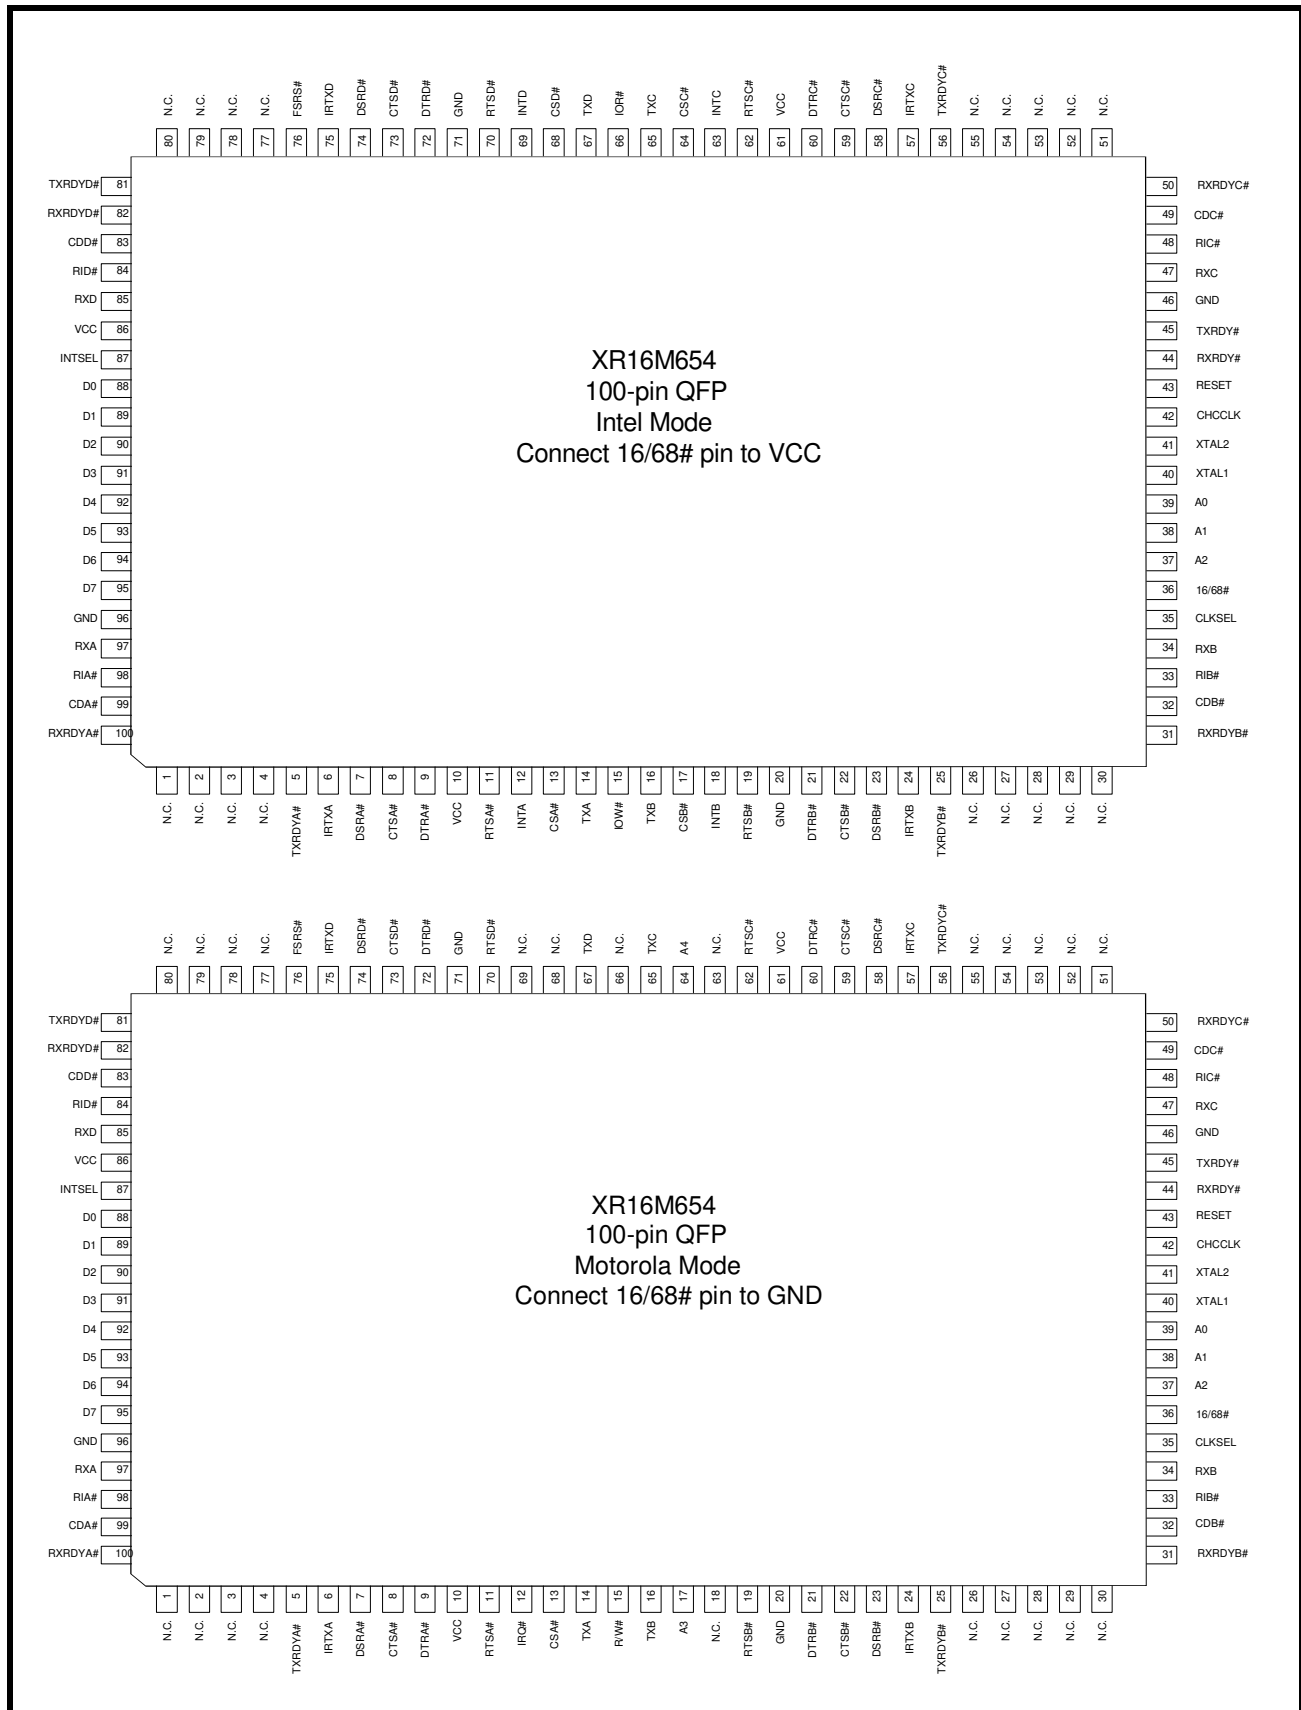 N.C. N.C. N.C. N.C. FSRS# IRTXD DSRD# CTSD# DTRD# GND RTSD# INTD CSD# TXD IOR# TXC CSC# INTC RTSC# VCC DTRC# CTSC# DSRC# IRTXC TXRDYC# N.C. N.C. N.C. N.C. N.C.
80 79 78 77 76 75 74 73 72 71 70 69 68 67 66 65 64 63 62 61 60 59 58 57 56 55 54 53 52 51
TXRDYD# 81 50 RXRDYC#
RXRDYD# 82 49 CDC#
CDD# 83 48 RIC#
RID# 84 47 RXC
RXD 85 46 GND
VCC 86 45 TXRDY#
INTSEL 87 44 RXRDY#
D0 88 43 RESET
D1 89 42 CHCCLK
D2 90 41 XTAL2
D3 91 40 XTAL1
D4 92 39 A0
D5 93 38 A1
D6 94 37 A2
D7 95 36 16/68#
GND 96 35 CLKSEL
RXA 97 34 RXB
RIA# 98 33 RIB#
CDA# 99 32 CDB#
RXRDYA# 100 31 RXRDYB#
XR16M654
100-pin QFP
Intel Mode
Connect 16/68# pin to VCC
1 2 3 4 5 6 7 8 9 10 11 12 13 14 15 16 17 18 19 20 21 22 23 24 25 26 27 28 29 30
N.C. N.C. N.C. N.C. TXRDYA# IRTXA DSRA# CTSA# DTRA# VCC RTSA# INTA CSA# TXA IOW# TXB CSB# INTB RTSB# GND DTRB# CTSB# DSRB# IRTXB TXRDYB# N.C. N.C. N.C. N.C. N.C.
N.C. N.C. N.C. N.C. FSRS# IRTXD DSRD# CTSD# DTRD# GND RTSD# N.C. N.C. TXD N.C. TXC A4 N.C. RTSC# VCC DTRC# CTSC# DSRC# IRTXC TXRDYC# N.C. N.C. N.C. N.C. N.C.
80 79 78 77 76 75 74 73 72 71 70 69 68 67 66 65 64 63 62 61 60 59 58 57 56 55 54 53 52 51
TXRDYD# 81 50 RXRDYC#
RXRDYD# 82 49 CDC#
CDD# 83 48 RIC#
RID# 84 47 RXC
RXD 85 46 GND
VCC 86 45 TXRDY#
INTSEL 87 44 RXRDY#
D0 88 43 RESET
D1 89 42 CHCCLK
D2 90 41 XTAL2
D3 91 40 XTAL1
D4 92 39 A0
D5 93 38 A1
D6 94 37 A2
D7 95 36 16/68#
GND 96 35 CLKSEL
RXA 97 34 RXB
RIA# 98 33 RIB#
CDA# 99 32 CDB#
RXRDYA# 100 31 RXRDYB#
XR16M654
100-pin QFP
Motorola Mode
Connect 16/68# pin to GND
1 2 3 4 5 6 7 8 9 10 11 12 13 14 15 16 17 18 19 20 21 22 23 24 25 26 27 28 29 30
N.C. N.C. N.C. N.C. TXRDYA# IRTXA DSRA# CTSA# DTRA# VCC RTSA# IRQ# CSA# TXA R/W# TXB A3 N.C. RTSB# GND DTRB# CTSB# DSRB# IRTXB TXRDYB# N.C. N.C. N.C. N.C. N.C.